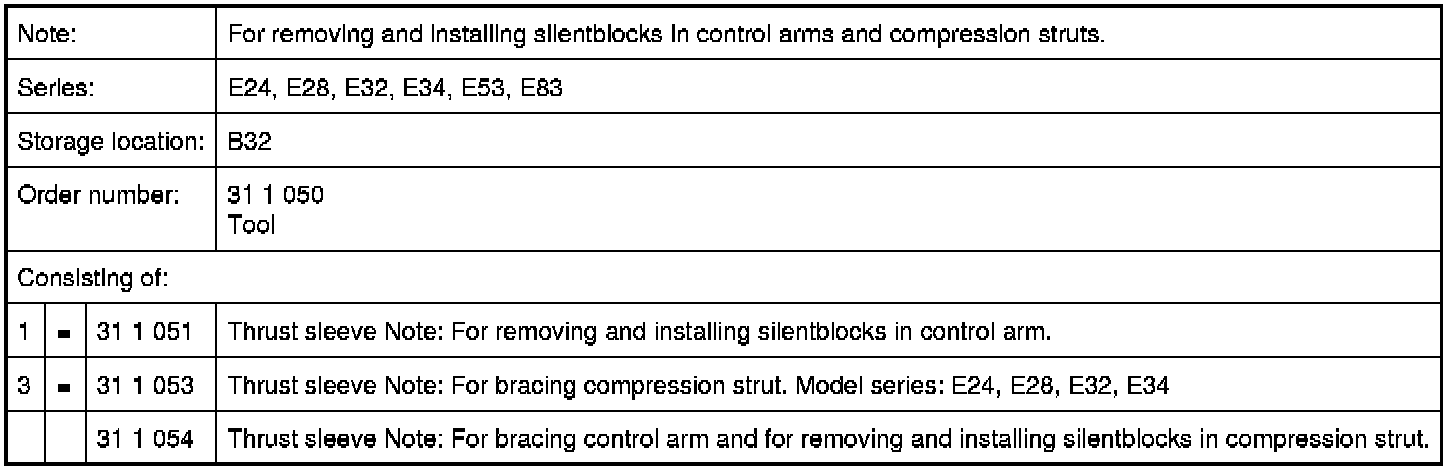 Note: For removing and installing silentblocks in control arms and compression struts.
Series: E24, E28, E32, E34, E53, E83
Storage location: B32
Order number: 31 1 050
Tool
Consisting of:
1 = 31 1 051 Thrust sleeve Note: For removing and installing silentblocks in control arm.
3 = 31 1 053 Thrust sleeve Note: For bracing compression strut. Model series: E24, E28, E32, E34
31 1 054 Thrust sleeve Note: For bracing control arm and for removing and installing silentblocks in compression strut.